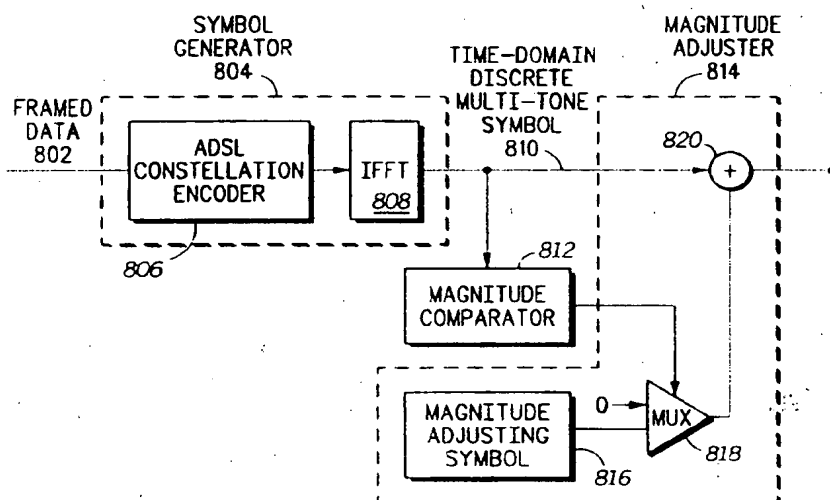 SYMBOL
GENERATOR
804
MAGNITUDE
ADJUSTER
814
TIME-DOMAIN
DISCRETE
MULTI-TONE
SYMBOL
810
FRAMED
DATA
802
ADSL
CONSTELLATION
ENCODER
806
IFFT
808
820
+
812
MAGNITUDE
COMPARATOR
0
MUX
818
MAGNITUDE
ADJUSTING
SYMBOL
816